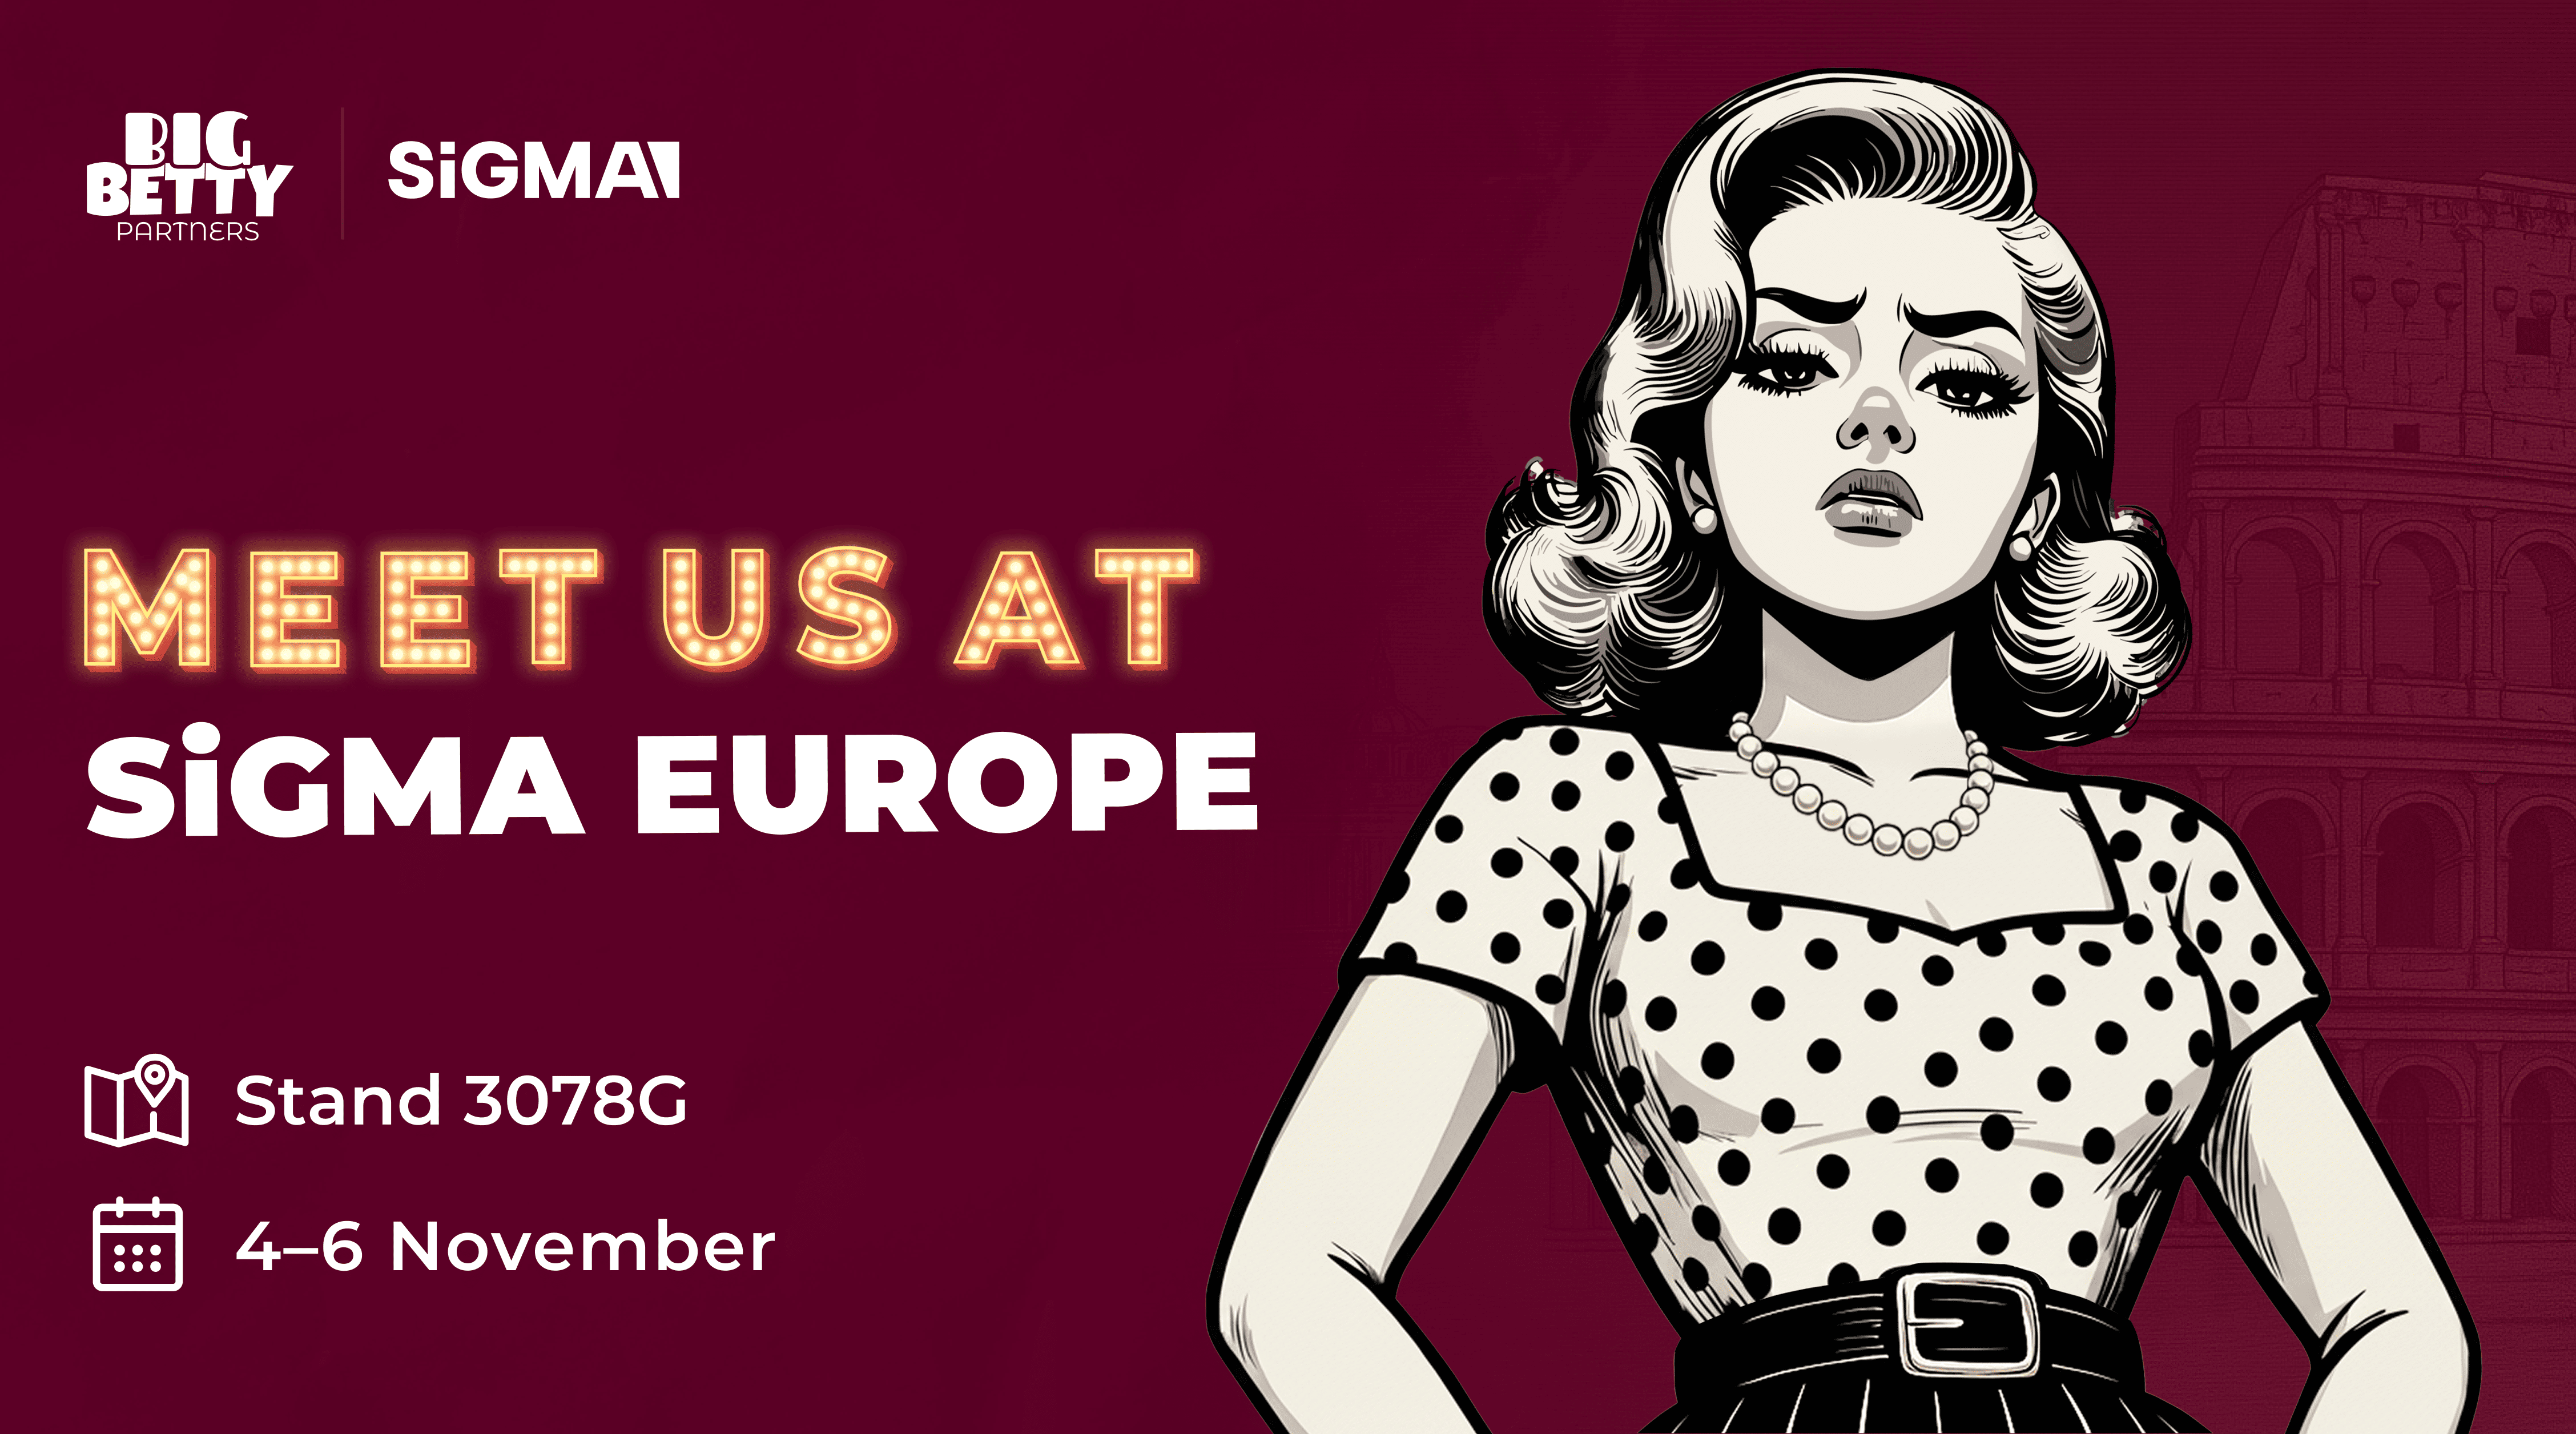 BIG
BETTY
PARTNERS
SiGMA
MEET US AT
SiGMA EUROPE
Stand 3078G
4–6 November